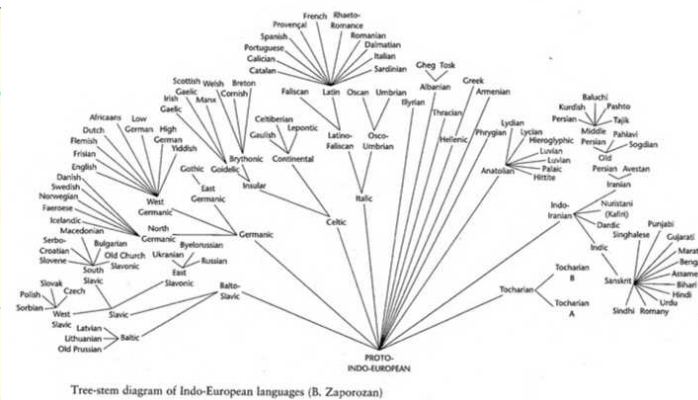 French
Rhaeto-
Romance
Provençal
Spanish
Portuguese
Galician
Catalan
Romanian
Dalmatian
Italian
Sardinian
Gheg Tosk
Albanian
Greek
Armenian
Scottish
Gaelic
Welsh
Breton
Irish
Gaelic
Manx
Cornish
Faliscan
Latin
Oscan
Umbrian
Illyrian
Thracian
Hellenic
Phrygian
Lydian
Lycian
Hieroglyphic
Luvian
Luvian
Palaic
Hittite
Anatolian
Baluchi
Kurdish
Pashto
Persian
Tajik
Middle
Persian
Pahlavi
Sogdian
Old
Persian
Avestan
Iranian
Africaans
Low
German
High
German
Dutch
Flemish
Yiddish
Frisian
English
Danish
Swedish
Norwegian
Faeroese
Icelandic
Gothic
Goidelic
Brythonic
Celtiberian
Gaulish
Lepontic
Continental
Latino-
Faliscan
Osco-
Umbrian
West
Germanic
East
Germanic
Insular
Italic
Celtic
North
Germanic
Germanic
Indo-
Iranian
Nuristani
(Kafiri)
Dardic
Indic
Singhalese
Punjabi
Gujarati
Marat
Beng
Assame
Bihari
Hindi
Urdu
Romany
Sindhi
Sanskrit
Macedonian
Serbo-
Croatian
Slovene
Bulgarian
Old Church
Slavonic
South
Slavic
Byelorussian
Ukranian
Russian
East
Slavonic
Slovak
Polish
Czech
Sorbian
West
Slavic
Slavic
Balto-
Slavic
Latvian
Lithuanian
Old Prussian
Baltic
Tocharian
Tocharian
B
Tocharian
A
PROTO-
INDO-EUROPEAN
Tree-stem diagram of Indo-European languages (B. Zaporozan)